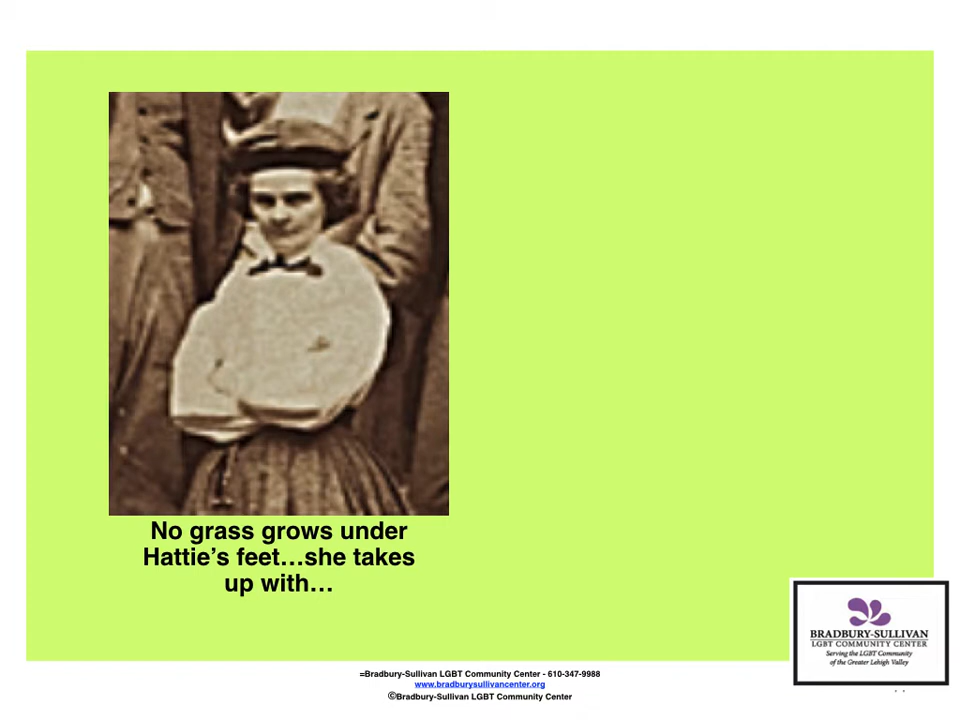 No grass grows under
Hattie’s feet…she takes
up with…
BRADBURY-SULLIVAN
LGBT COMMUNITY CENTER
Serving the LGBT Community
of the Greater Lehigh Valley
=Bradbury-Sullivan LGBT Community Center - 610-347-9988
www.bradburysullivancenter.org
©Bradbury-Sullivan LGBT Community Center